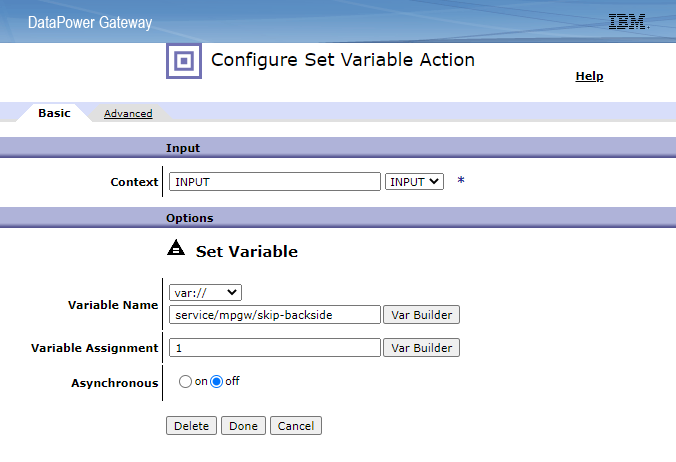 DataPower Gateway
IBM.
Configure Set Variable Action
Help
Basic
Advanced
Input
Context INPUT INPUT *
Options
Set Variable
var://
Variable Name
service/mpgw/skip-backside Var Builder
Variable Assignment 1 Var Builder
Asynchronous on off
Delete Done Cancel